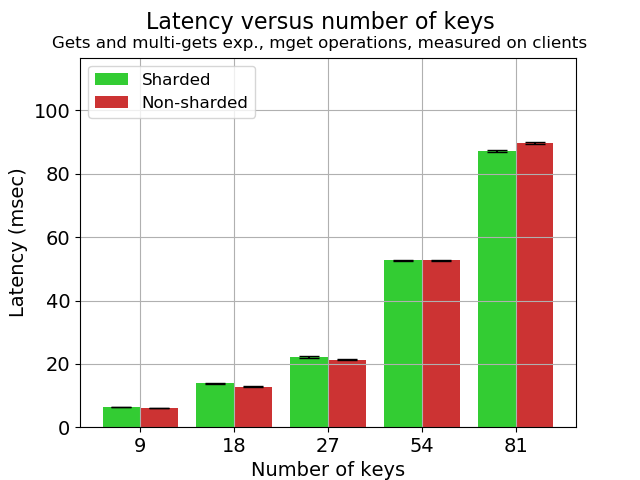 Latency versus number of keys
Gets and multi-gets exp., mget operations, measured on clients
Sharded
Non-sharded
100
80
60
40
20
0
Latency (msec)
9 18 27 54 81
Number of keys